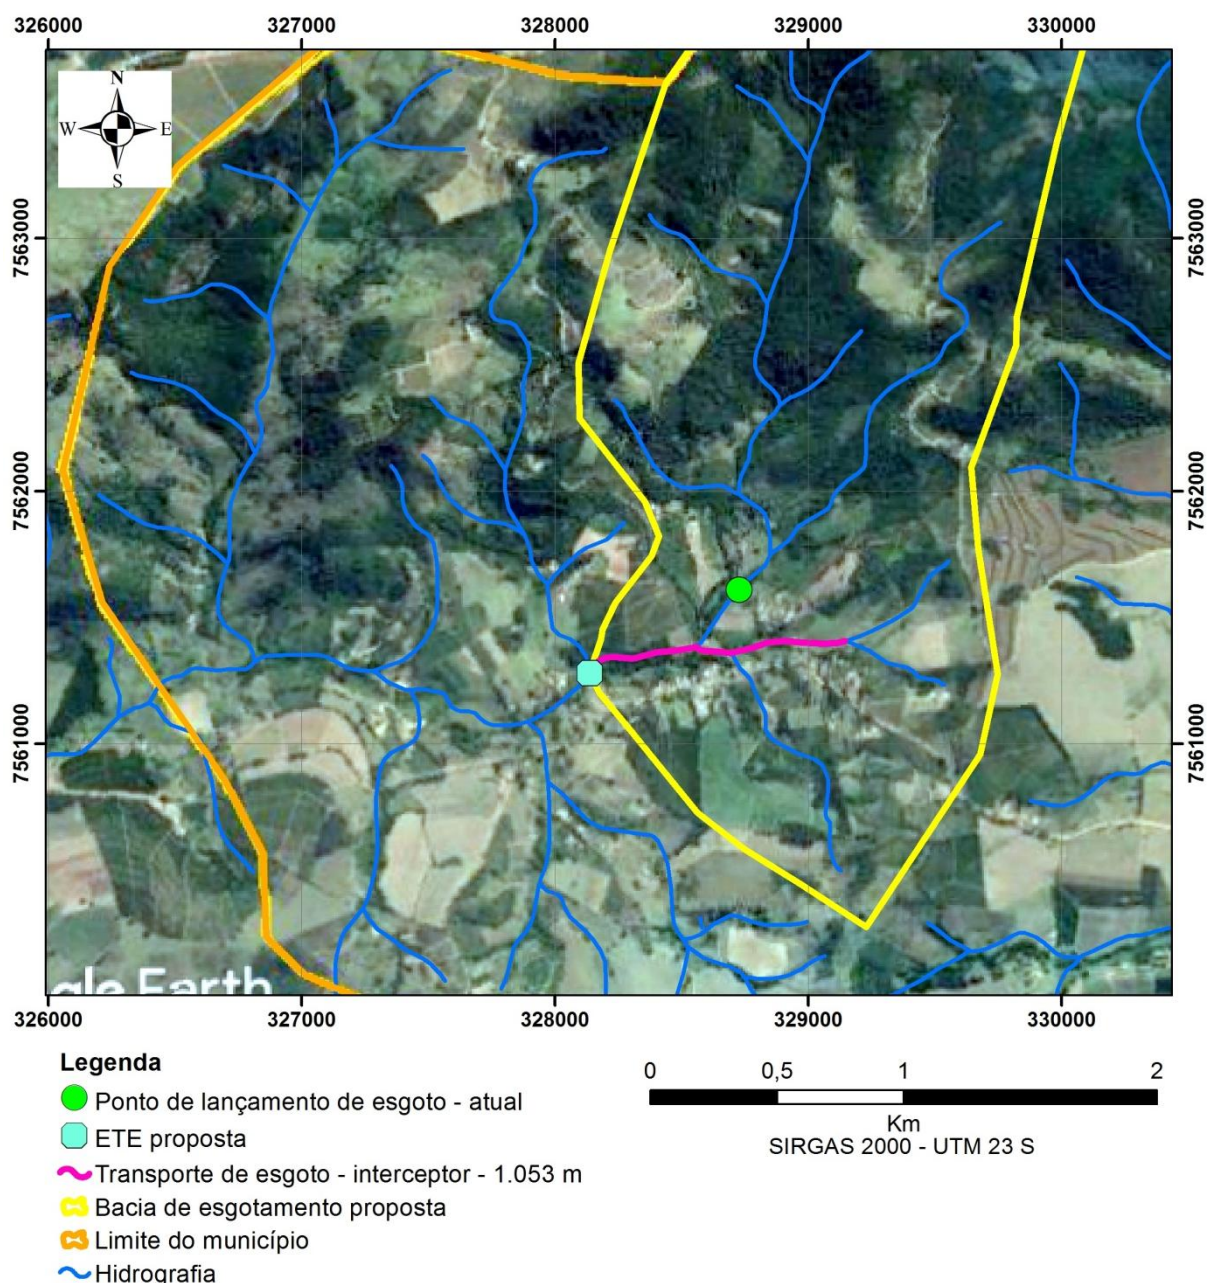 326000 327000 328000 329000 330000
N
W E
S
7563000 7563000
7562000 7562000
7561000 7561000
gle Earth
326000 327000 328000 329000 330000
Legenda
Ponto de lançamento de esgoto - atual
ETE proposta
Transporte de esgoto - interceptor - 1.053 m
Bacia de esgotamento proposta
Limite do município
Hidrografia
0 0,5 1 2
Km
SIRGAS 2000 - UTM 23 S